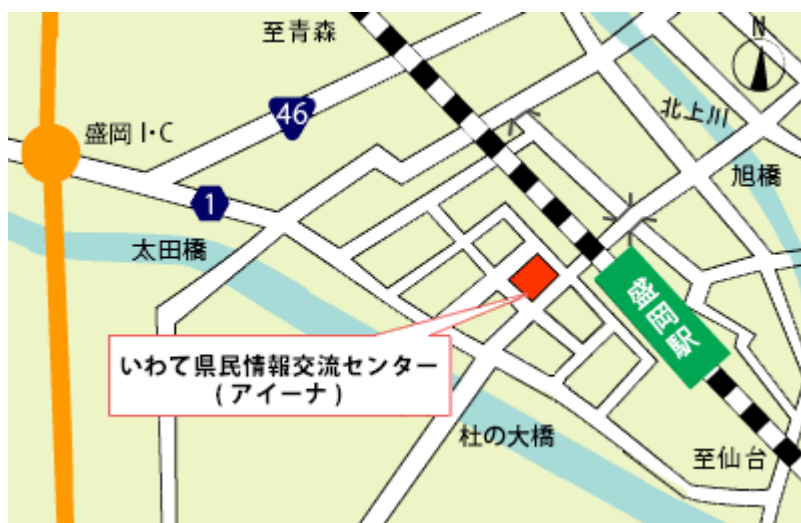 至青森
N
46
北上川
盛岡 I・C
旭橋
1
太田橋
盛岡駅
いわて県民情報交流センター
( アイーナ )
杜の大橋
至仙台